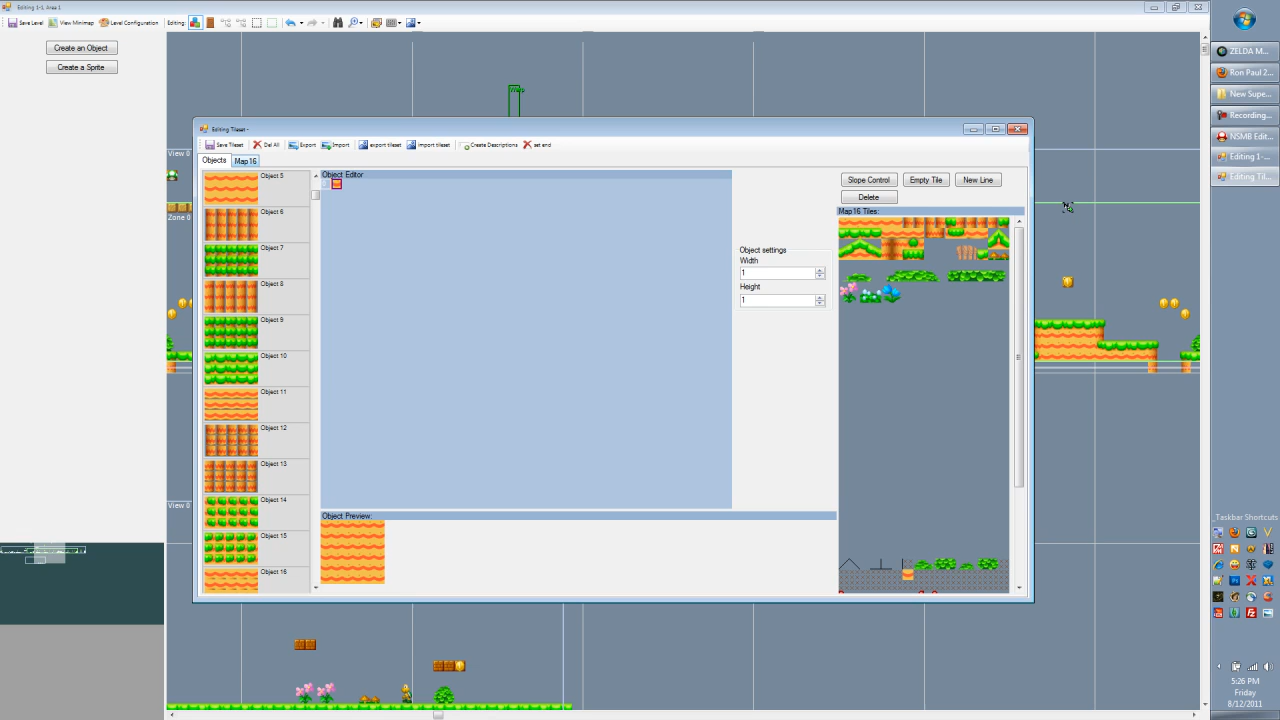 Editing 1-1, Area 1
Save Level View Minimap Level Configuration Editing:
Create an Object
Create a Sprite
View 0
Zone 0
View 0
Editing Tileset -
Save Tileset Del All Export Import export tileset import tileset Create Descriptions set end
Objects Map16
Object 5
Object 6
Object 7
Object 8
Object 9
Object 10
Object 11
Object 12
Object 13
Object 14
Object 15
Object 16
Object Editor
Object Preview:
Object settings
Width
1
Height
1
Slope Control Empty Tile New Line
Delete
Map16 Tiles:
ZELDA M...
Ron Paul 2...
New Supe...
Recording...
NSMB Edit...
Editing 1-...
Editing Til...
_Taskbar Shortcuts
5:26 PM
Friday
8/12/2011